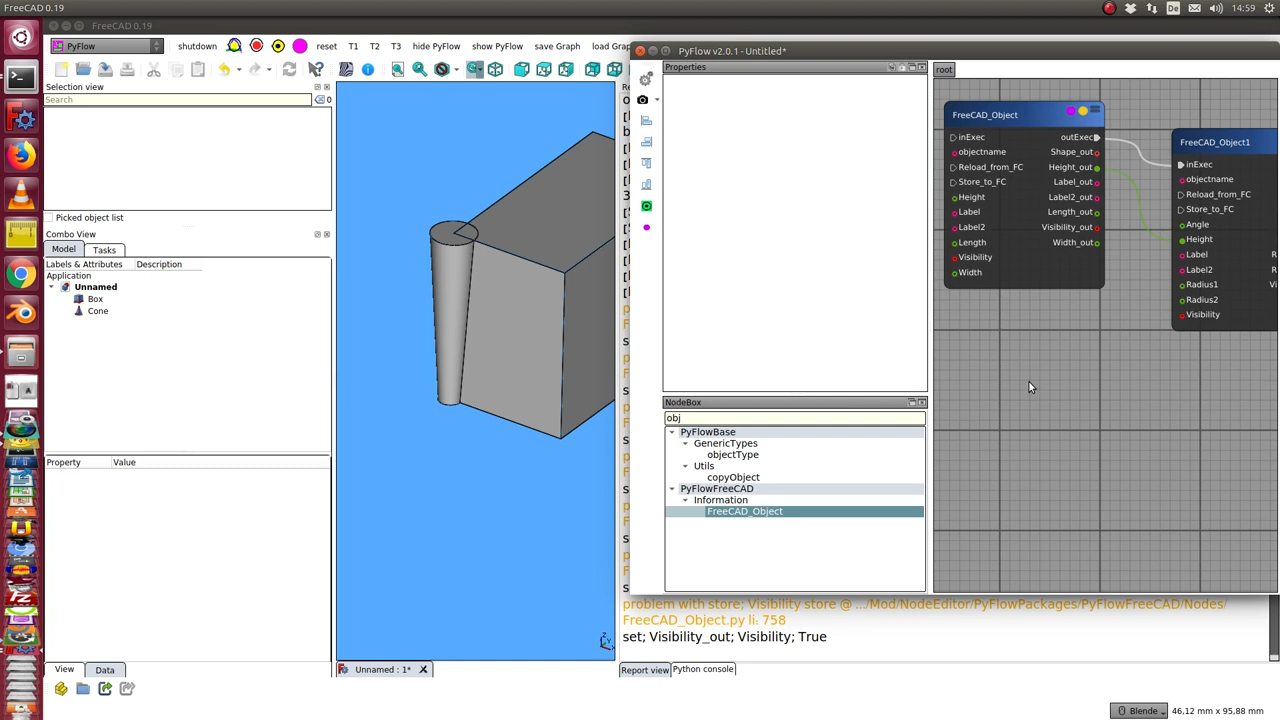 FreeCAD 0.19
De
14:59
FreeCAD 0.19
PyFlow
shutdown
reset
T1
T2
T3
hide PyFlow
show PyFlow
save Graph
load Grap
PyFlow v2.0.1 - Untitled*
Selection view
Search
0
Picked object list
Combo View
Model
Tasks
Labels & Attributes
Description
Application
Unnamed
Box
Cone
Property
Value
View
Data
Unnamed : 1*
Properties
NodeBox
obj
PyFlowBase
GenericTypes
objectType
Utils
copyObject
PyFlowFreeCAD
Information
FreeCAD_Object
root
FreeCAD_Object
inExec
outExec
objectname
Shape_out
Reload_from_FC
Height_out
Store_to_FC
Label_out
Height
Label2_out
Label
Length_out
Label2
Visibility_out
Length
Width_out
Visibility
Width
FreeCAD_Object1
inExec
objectname
Reload_from_FC
Store_to_FC
Angle
Height
Label
R
Label2
R
Radius1
Vi
Radius2
Visibility
problem with store; Visibility store @ .../Mod/NodeEditor/PyFlowPackages/PyFlowFreeCAD/Nodes/
FreeCAD_Object.py li: 758
set; Visibility_out; Visibility; True
Report view
Python console
Blende
46,12 mm x 95,88 mm